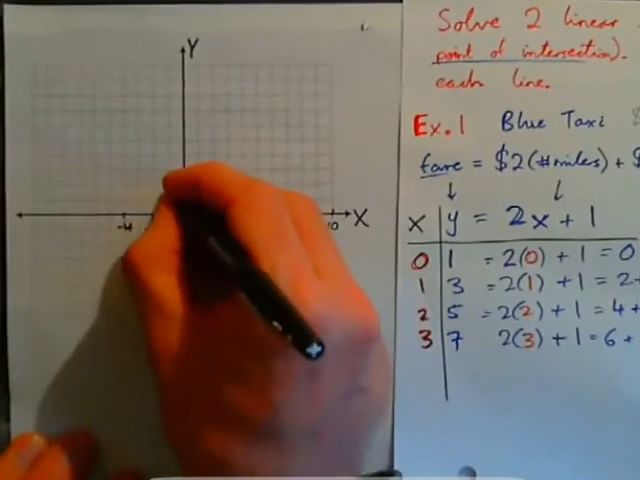 Y
X
-4
10
Solve 2 linear
point of intersection).
each line.
Ex.1 Blue Taxi
fare = $2(#miles) + $
↓ ↓
x y = 2x + 1
0 1 = 2(0) + 1 = 0
1 3 = 2(1) + 1 = 2+
2 5 = 2(2) + 1 = 4 +
3 7 2(3) + 1 = 6 +